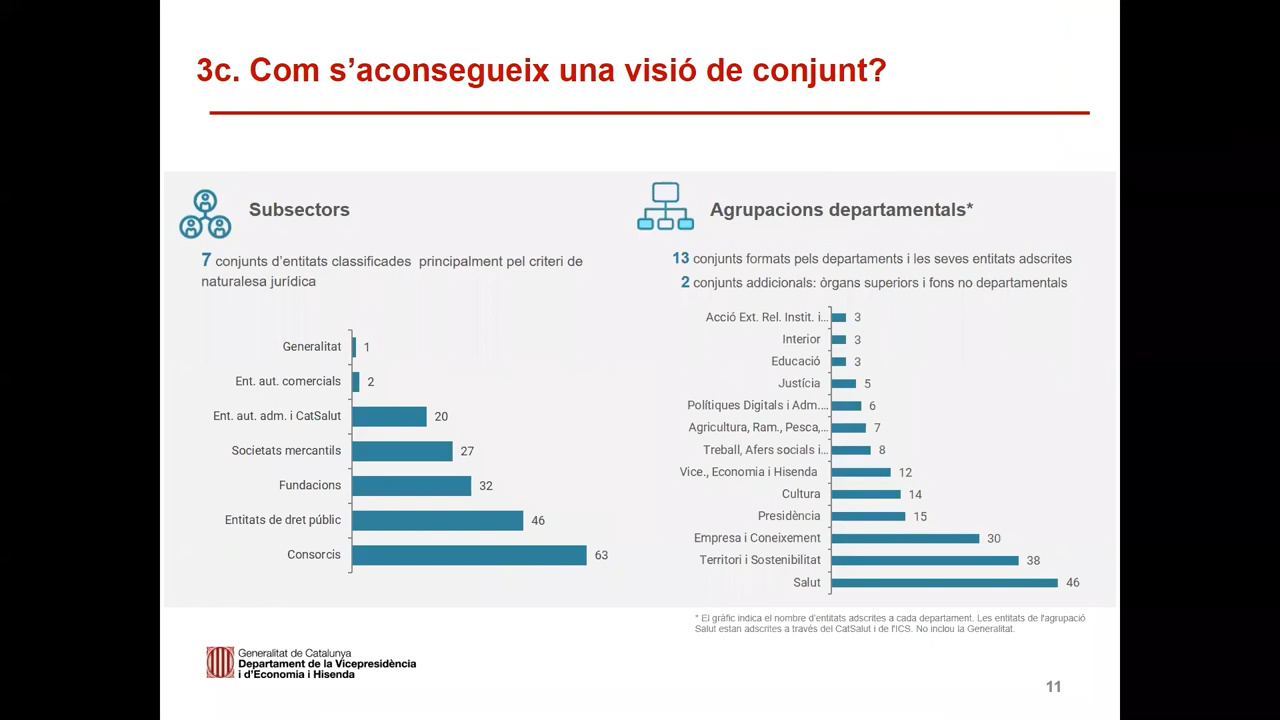 3c. Com s’aconsegueix una visió de conjunt?
Subsectors
7 conjunts d’entitats classificades principalment pel criteri de
naturalesa jurídica
Generalitat 1
Ent. aut. comercials 2
Ent. aut. adm. i CatSalut 20
Societats mercantils 27
Fundacions 32
Entitats de dret públic 46
Consorcis 63
Agrupacions departamentals*
13 conjunts formats pels departaments i les seves entitats adscrites
2 conjunts addicionals: òrgans superiors i fons no departamentals
Acció Ext. Rel. Instit. i... 3
Interior 3
Educació 3
Justícia 5
Polítiques Digitals i Adm.... 6
Agricultura, Ram., Pesca,... 7
Treball, Afers socials i... 8
Vice., Economia i Hisenda 12
Cultura 14
Presidència 15
Empresa i Coneixement 30
Territori i Sostenibilitat 38
Salut 46
* El gràfic indica el nombre d'entitats adscrites a cada departament. Les entitats de l'agrupació
Salut estan adscrites a través del CatSalut i de l'ICS. No inclou la Generalitat.
Generalitat de Catalunya
Departament de la Vicepresidència
i d'Economia i Hisenda
11